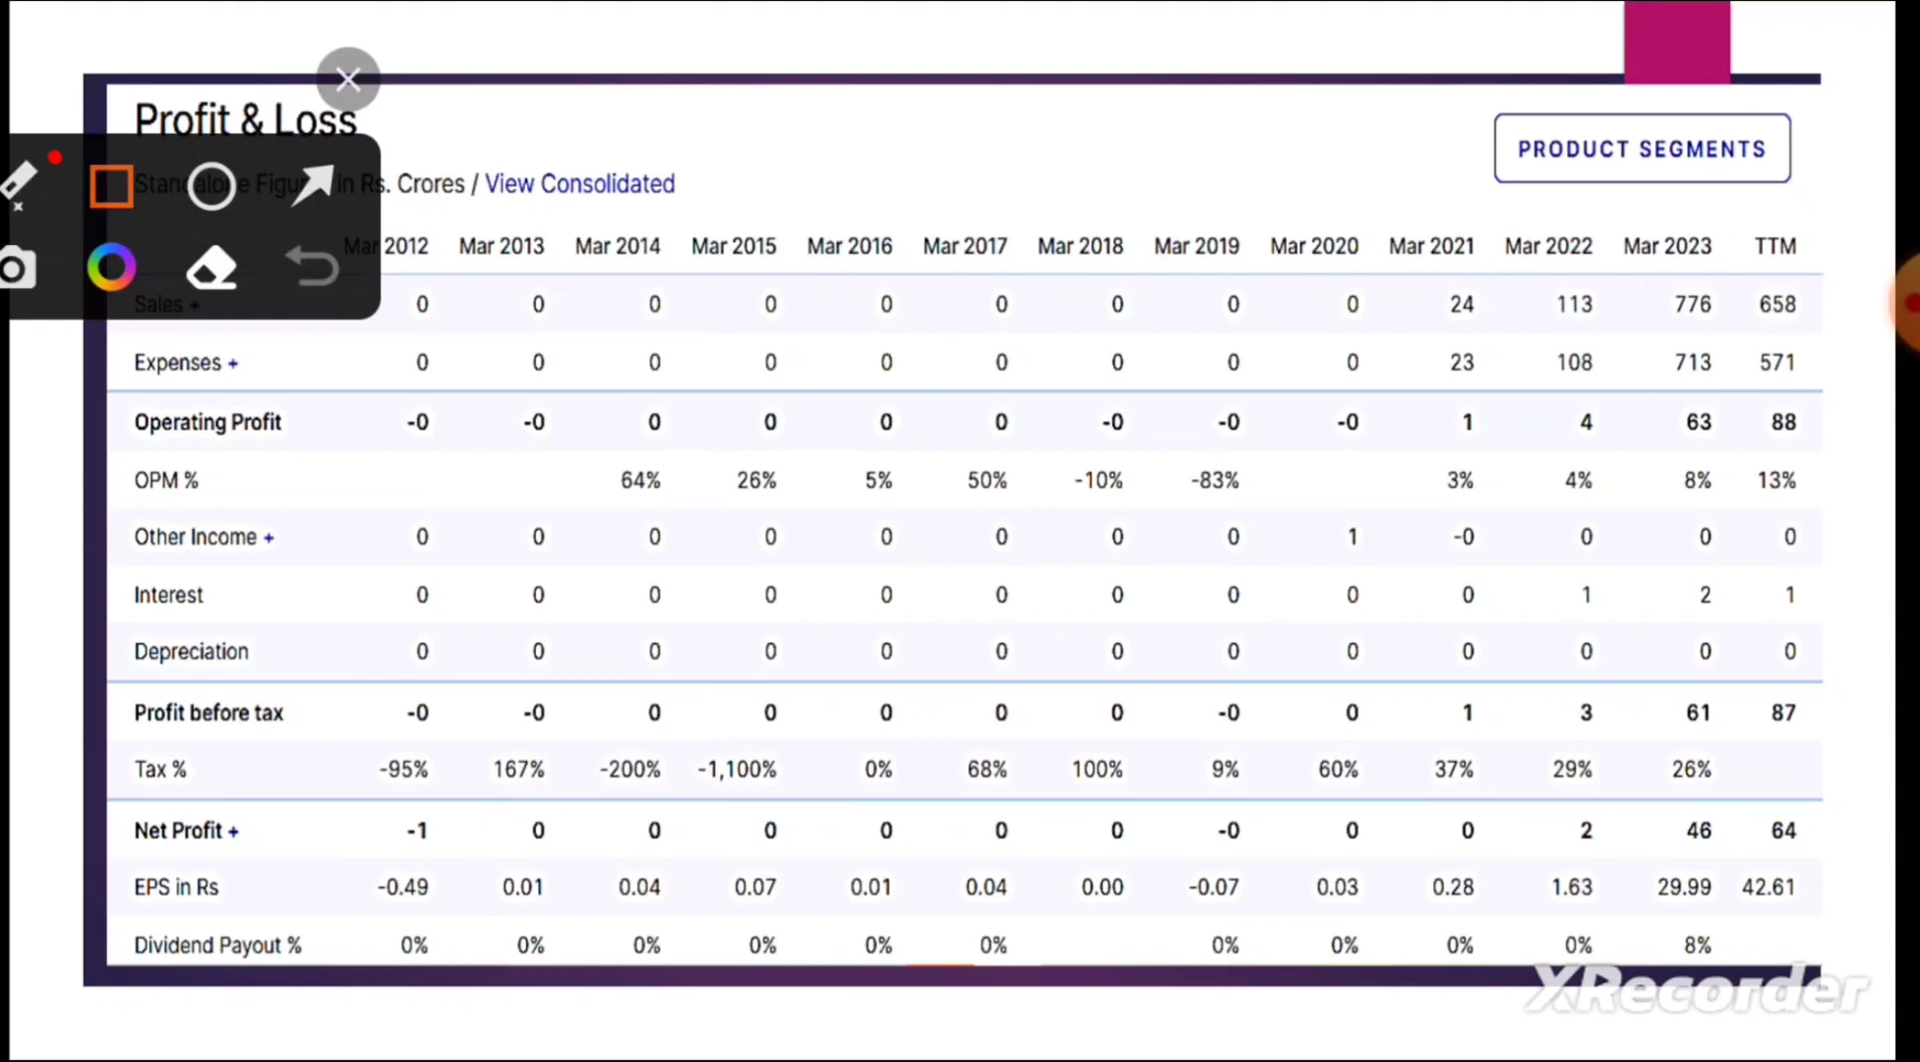 Profit & Loss
PRODUCT SEGMENTS
Standalone Figures in Rs. Crores / View Consolidated
Mar 2012 Mar 2013 Mar 2014 Mar 2015 Mar 2016 Mar 2017 Mar 2018 Mar 2019 Mar 2020 Mar 2021 Mar 2022 Mar 2023 TTM
Sales + 0 0 0 0 0 0 0 0 0 24 113 776 658
Expenses + 0 0 0 0 0 0 0 0 0 23 108 713 571
Operating Profit -0 -0 0 0 0 0 -0 -0 -0 1 4 63 88
OPM % 64% 26% 5% 50% -10% -83% 3% 4% 8% 13%
Other Income + 0 0 0 0 0 0 0 0 1 -0 0 0 0
Interest 0 0 0 0 0 0 0 0 0 0 1 2 1
Depreciation 0 0 0 0 0 0 0 0 0 0 0 0 0
Profit before tax -0 -0 0 0 0 0 0 -0 0 1 3 61 87
Tax % -95% 167% -200% -1,100% 0% 68% 100% 9% 60% 37% 29% 26%
Net Profit + -1 0 0 0 0 0 0 -0 0 0 2 46 64
EPS in Rs -0.49 0.01 0.04 0.07 0.01 0.04 0.00 -0.07 0.03 0.28 1.63 29.99 42.61
Dividend Payout % 0% 0% 0% 0% 0% 0% 0% 0% 0% 0% 8%
XRecorder